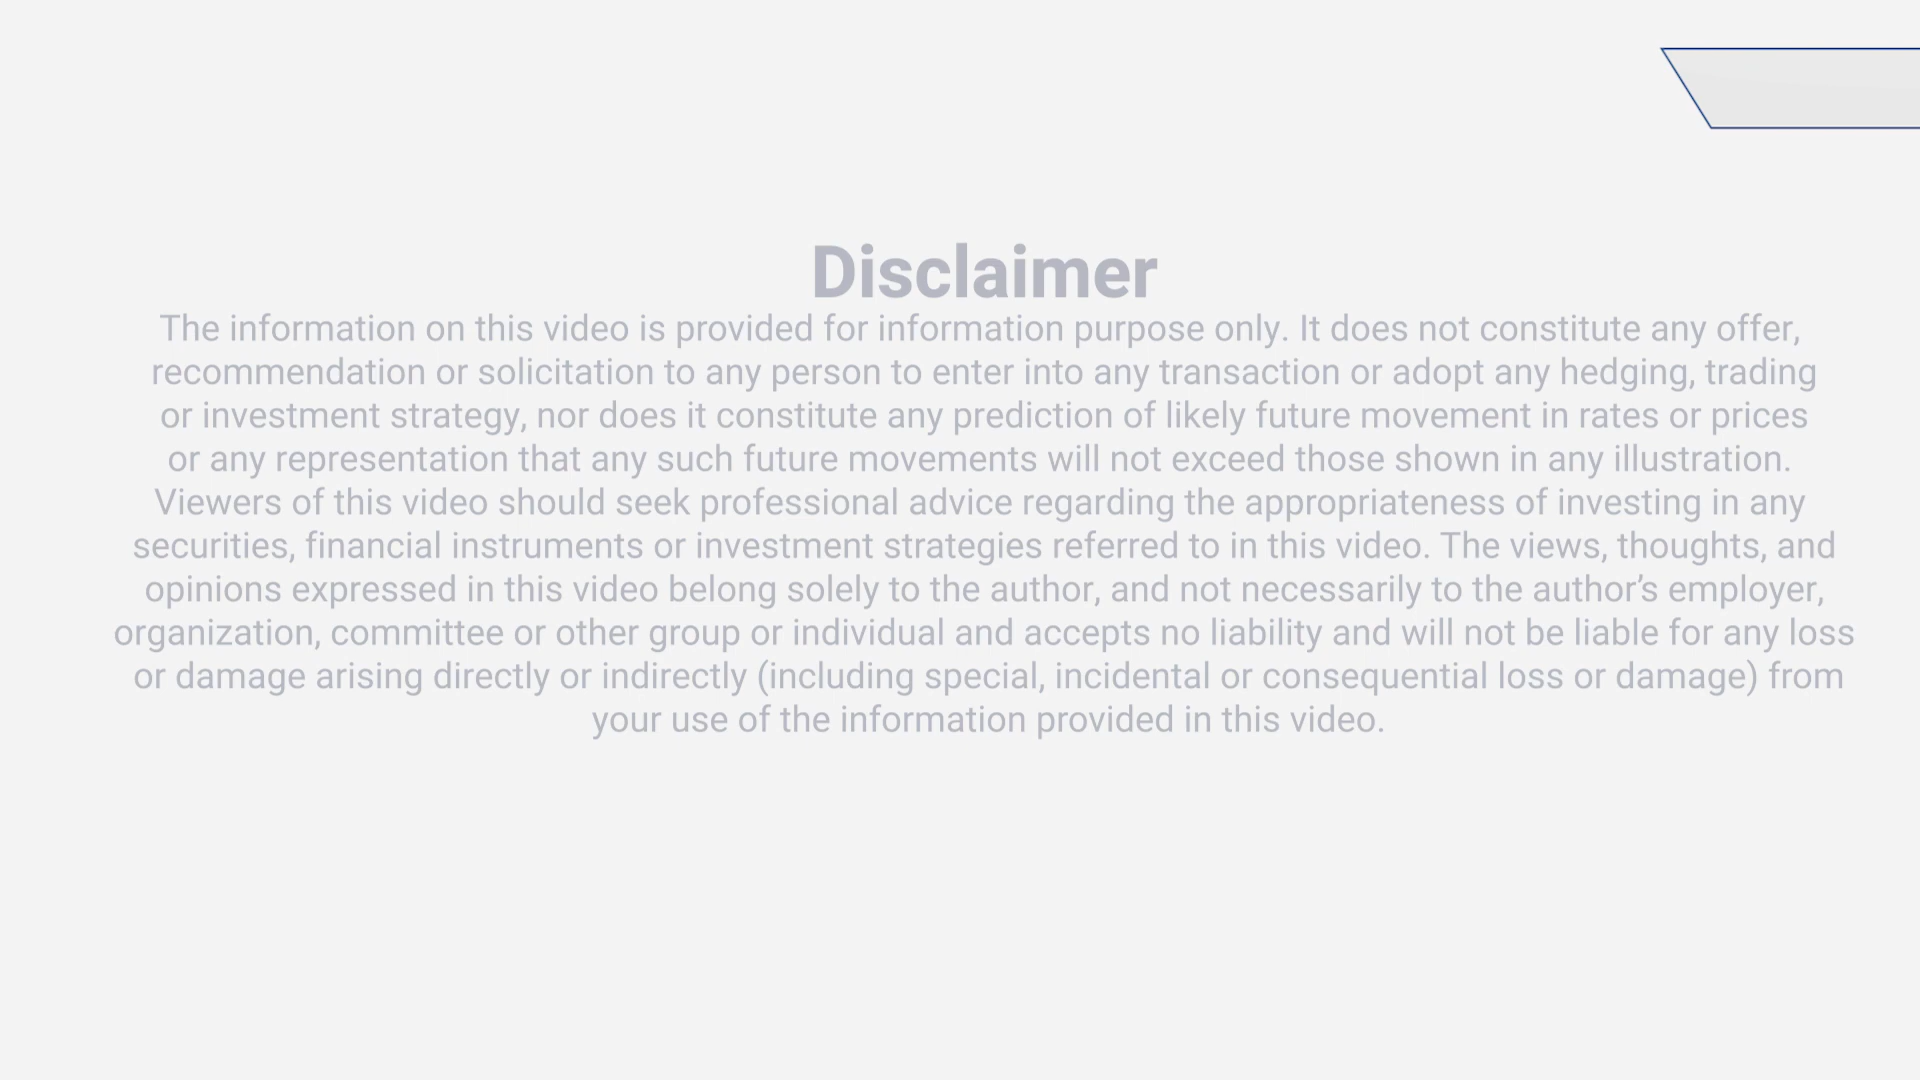 Disclaimer
The information on this video is provided for information purpose only. It does not constitute any offer,
recommendation or solicitation to any person to enter into any transaction or adopt any hedging, trading
or investment strategy, nor does it constitute any prediction of likely future movement in rates or prices
or any representation that any such future movements will not exceed those shown in any illustration.
Viewers of this video should seek professional advice regarding the appropriateness of investing in any
securities, financial instruments or investment strategies referred to in this video. The views, thoughts, and
opinions expressed in this video belong solely to the author, and not necessarily to the author’s employer,
organization, committee or other group or individual and accepts no liability and will not be liable for any loss
or damage arising directly or indirectly (including special, incidental or consequential loss or damage) from
your use of the information provided in this video.